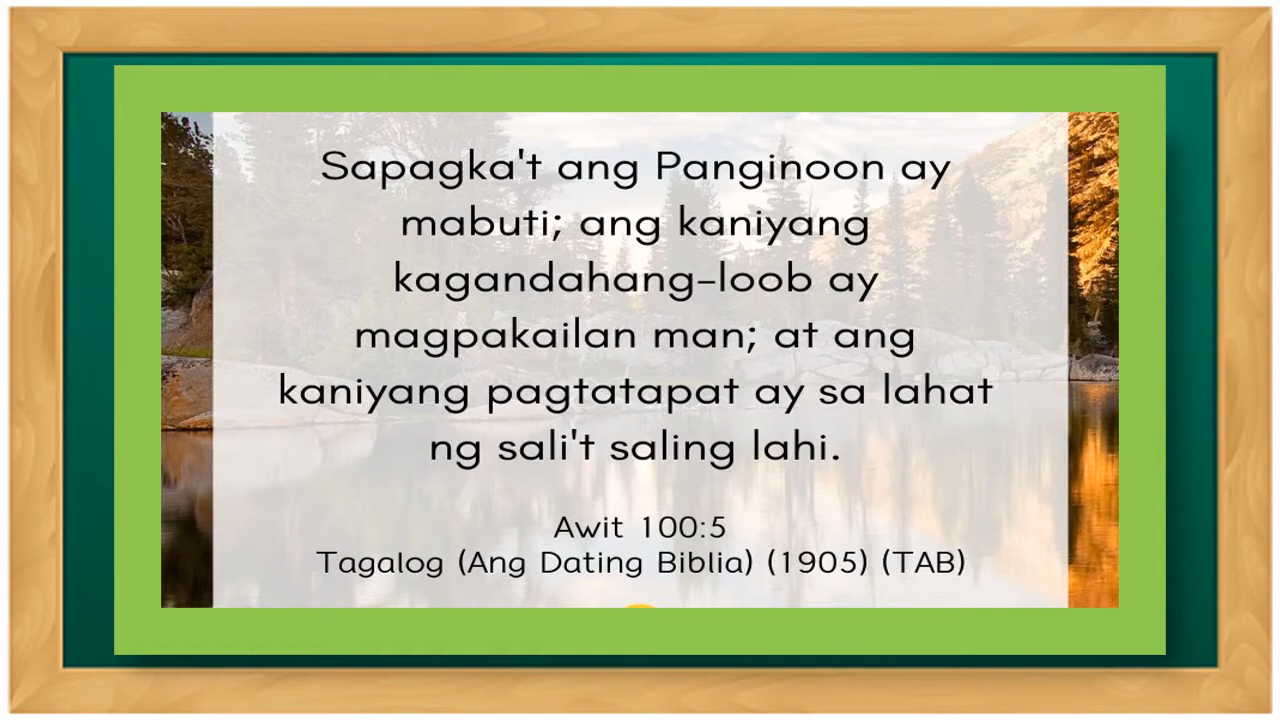 Sapagka't ang Panginoon ay
mabuti; ang kaniyang
kagandahang-loob ay
magpakailan man; at ang
kaniyang pagtatapat ay sa lahat
ng sali't saling lahi.
Awit 100:5
Tagalog (Ang Dating Biblia) (1905) (TAB)